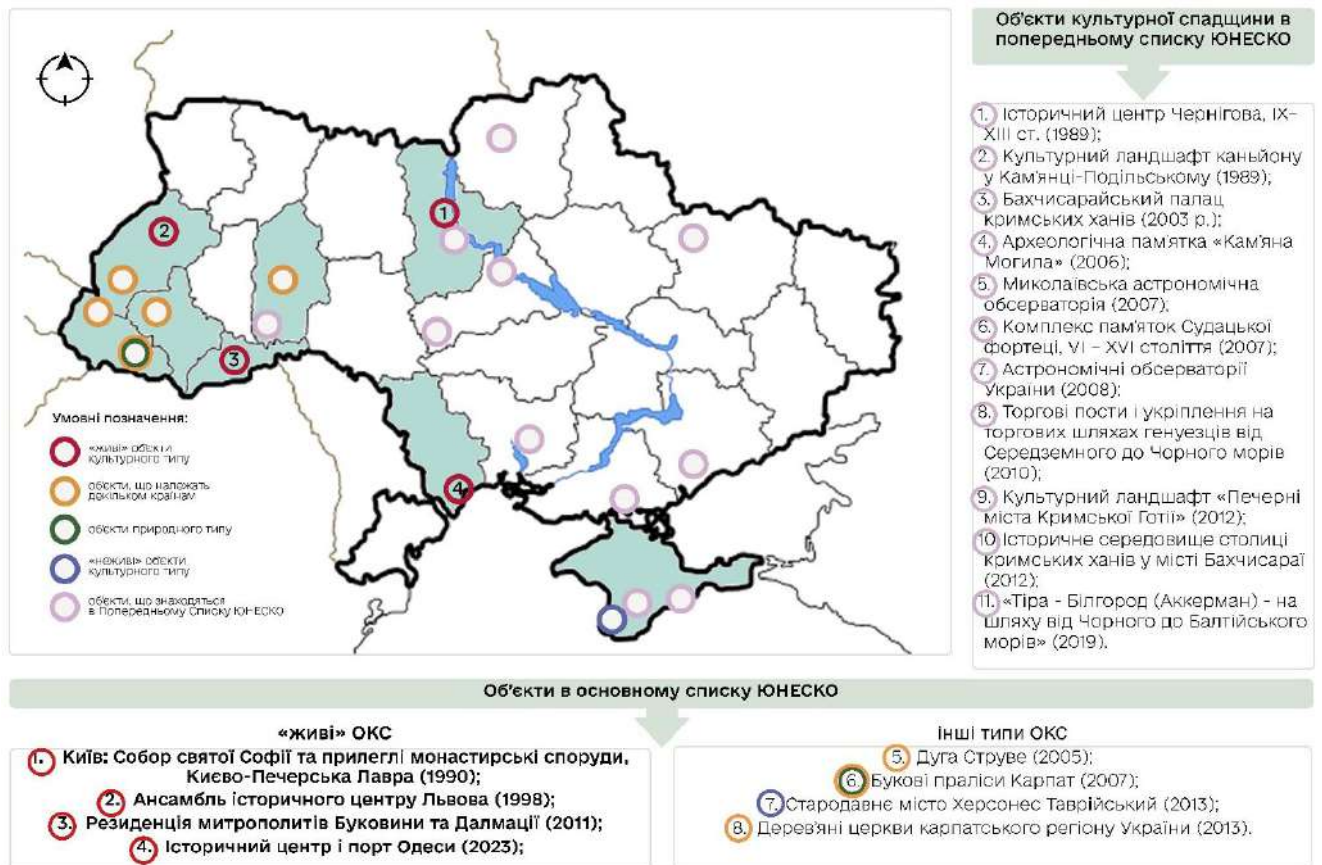 Об'єкти культурної спадщини в
попередньому списку ЮНЕСКО
1. Історичний центр Чернігова, IX–
XIII ст. (1989);
2. Культурний ландшафт каньйону
у Кам'янці-Подільському (1989);
3. Бахчисарайський палац
кримських ханів (2003 р.);
4. Археологічна пам'ятка «Кам'яна
Могила» (2006);
5. Миколаївська астрономічна
обсерваторія (2007);
6. Комплекс пам'яток Судацької
фортеці, VI – XVI століття (2007);
7. Астрономічні обсерваторії
України (2008);
8. Торгові пости і укріплення на
торгових шляхах генуезців від
Середземного до Чорного морів
(2010);
9. Культурний ландшафт «Печерні
міста Кримської Готії» (2012);
10. Історичне середовище столиці
кримських ханів у місті Бахчисараї
(2012);
11. «Тіра - Білгород (Аккерман) - на
шляху від Чорного до Балтійського
морів» (2019).
1
2
3
4
Умовні позначення:
«живі» об'єкти
культурного типу
об'єкти, що належать
декільком країнам
об'єкти природного типу
«неживі» об'єкти
культурного типу
об'єкти, що знаходяться
в Попередньому Списку ЮНЕСКО
Об'єкти в основному списку ЮНЕСКО
«живі» ОКС
1. Київ: Собор святої Софії та прилеглі монастирські споруди,
Києво-Печерська Лавра (1990);
2. Ансамбль історичного центру Львова (1998);
3. Резиденція митрополитів Буковини та Далмації (2011);
4. Історичний центр і порт Одеси (2023);
інші типи ОКС
5. Дуга Струве (2005);
6. Букові праліси Карпат (2007);
7. Стародавнє місто Херсонес Таврійський (2013);
8. Дерев'яні церкви карпатського регіону України (2013).